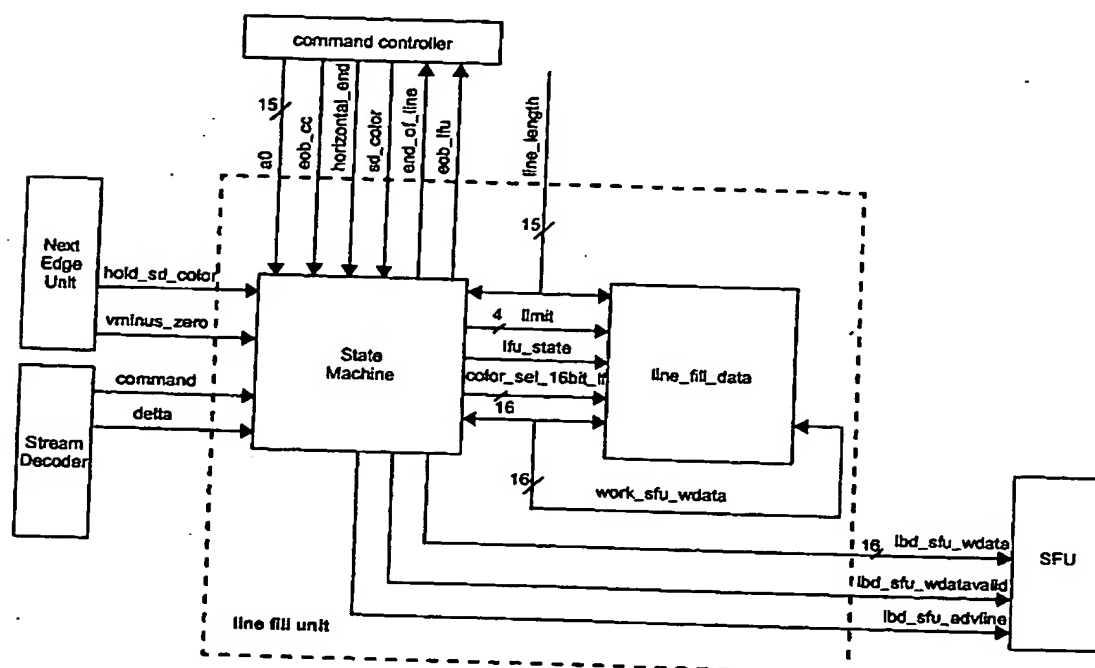 command controller
15
a0
eob_cc
horizontal_end
sd_color
end_of_line
eob_lfu
line_length
15
Next
Edge
Unit
hold_sd_color
vminus_zero
command
delta
Stream
Decoder
State
Machine
4
limit
lfu_state
color_sel_16bit_lf
16
line_fill_data
16
work_sfu_wdata
16
lbd_sfu_wdata
lbd_sfu_wdatavalid
lbd_sfu_advline
SFU
line fill unit